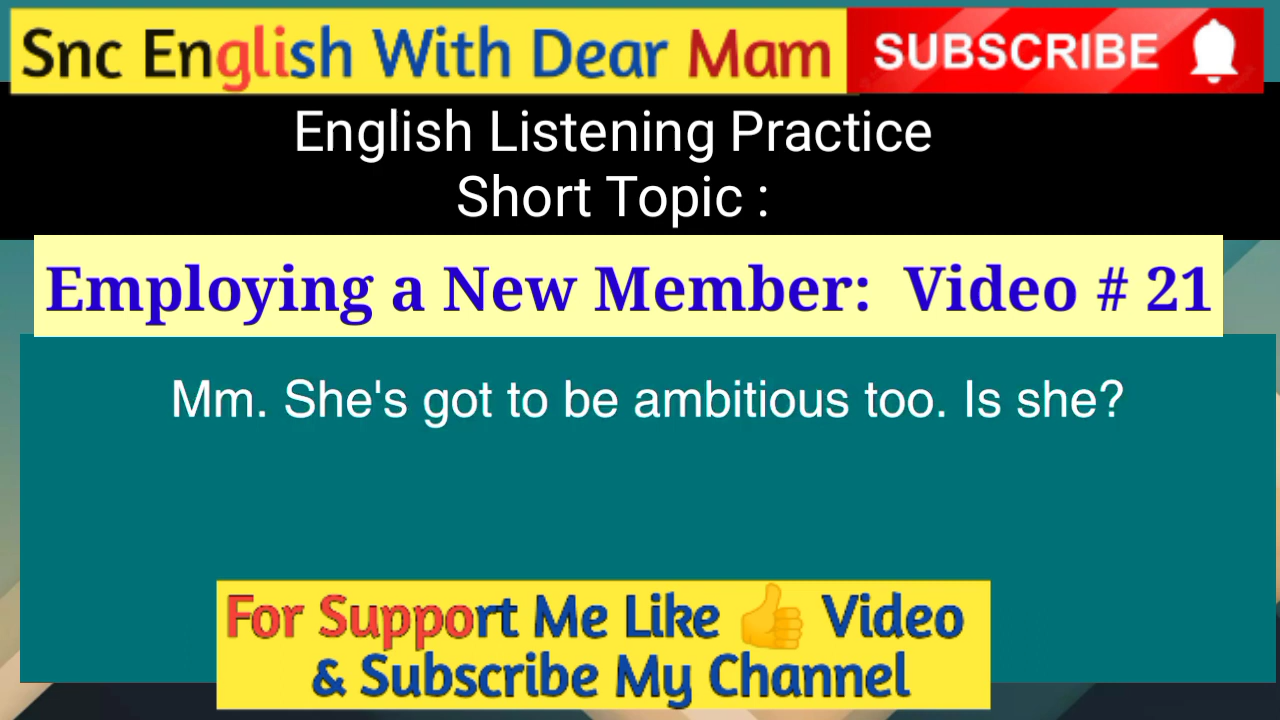 Snc English With Dear Mam
SUBSCRIBE
English Listening Practice
Short Topic :
Employing a New Member: Video # 21
Mm. She's got to be ambitious too. Is she?
For Support Me Like 👍 Video
& Subscribe My Channel